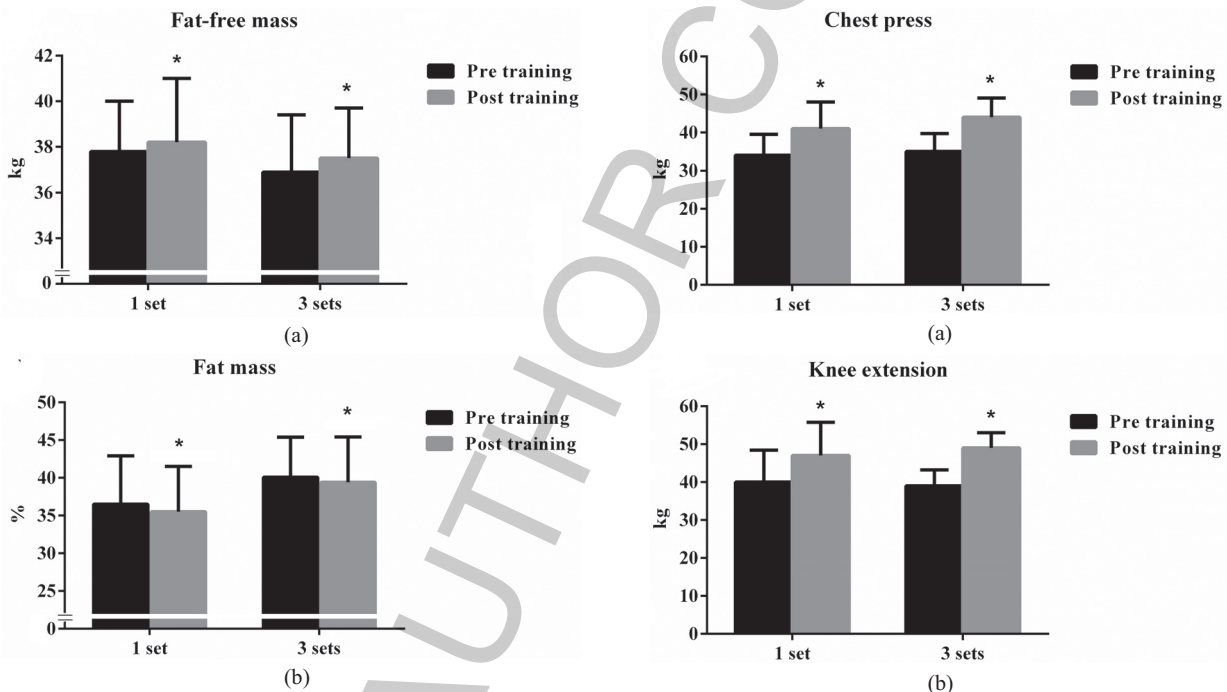 Fat-free mass
42
40
38
36
34
0
kg
*
*
Pre training
Post training
1 set
3 sets
(a)
Fat mass
50
45
40
35
30
25
0
%
*
*
Pre training
Post training
1 set
3 sets
(b)
Chest press
60
50
40
30
20
10
0
kg
*
*
Pre training
Post training
1 set
3 sets
(a)
Knee extension
60
50
40
30
20
10
0
kg
*
*
Pre training
Post training
1 set
3 sets
(b)
AUTHOR CO